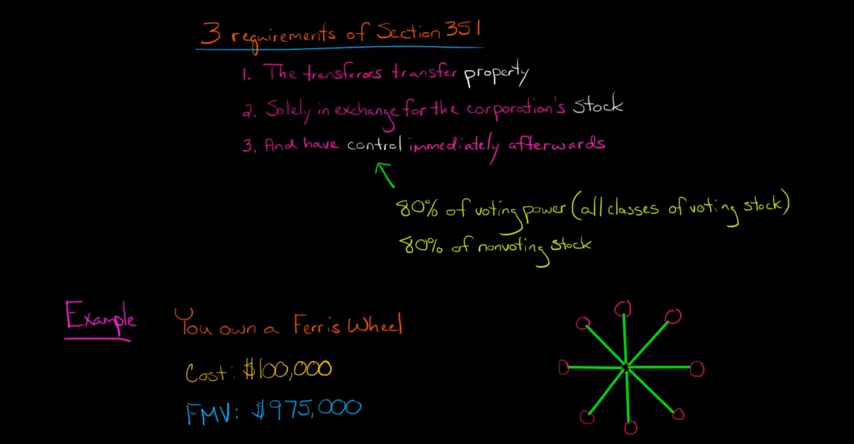 3 requirements of Section 351
1. The transferors transfer property
2. Solely in exchange for the corporation's stock
3. And have control immediately afterwards
80% of voting power (all classes of voting stock)
80% of nonvoting stock
Example
You own a Ferris Wheel
Cost: $100,000
FMV: $975,000